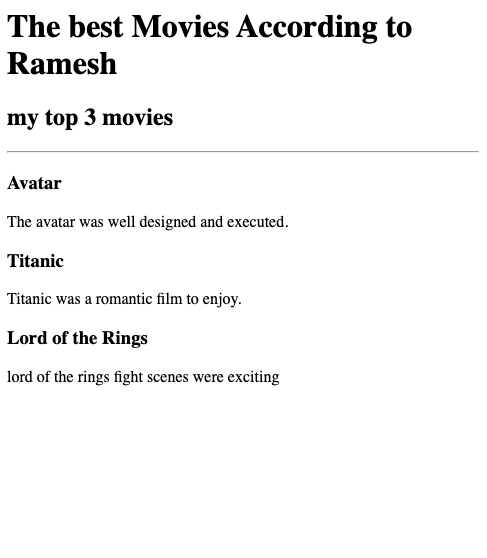 The best Movies According to
Ramesh
my top 3 movies
Avatar
The avatar was well designed and executed.
Titanic
Titanic was a romantic film to enjoy.
Lord of the Rings
lord of the rings fight scenes were exciting